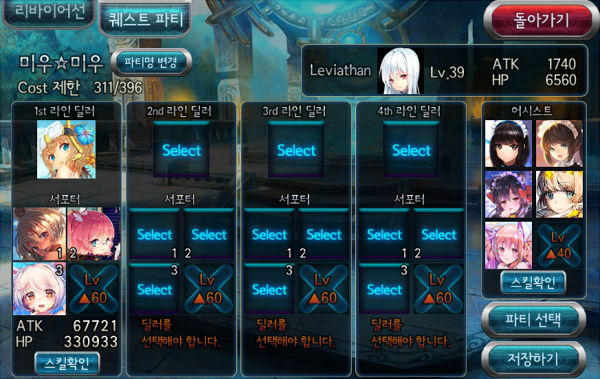 리바이어선
퀘스트 파티
돌아가기
미우☆미우
파티명 변경
Cost 제한 311/396
Leviathan
Lv.39
ATK 1740
HP 6560
1st 라인 딜러
2nd 라인 딜러
3rd 라인 딜러
4th 라인 딜러
어시스트
Select
Select
Select
서포터
서포터
서포터
서포터
1 2
Select Select
1 2
Select Select
1 2
Select Select
1 2
3
Lv
▲60
3
Select
Lv
▲60
3
Select
Lv
▲60
3
Select
Lv
▲60
Lv
▲40
스킬확인
ATK 67721
HP 330933
스킬확인
딜러를
선택해야 합니다.
딜러를
선택해야 합니다.
딜러를
선택해야 합니다.
파티 선택
저장하기